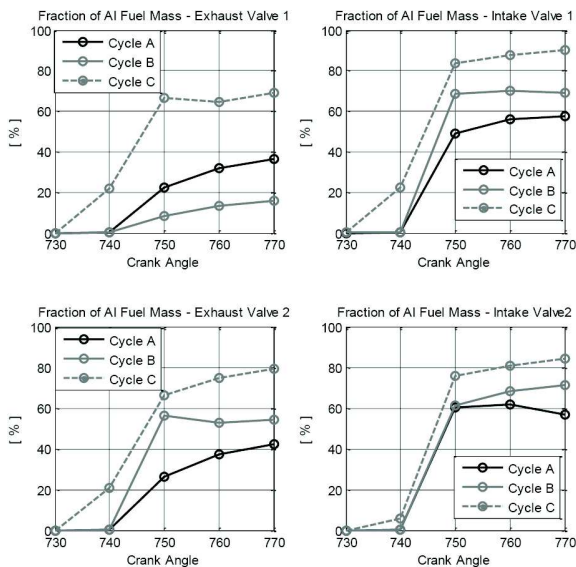 Fraction of AI Fuel Mass - Exhaust Valve 1
[ % ]
100
80
60
40
20
0
730
740
750
760
770
Crank Angle
Cycle A
Cycle B
Cycle C
Fraction of AI Fuel Mass - Intake Valve 1
[ % ]
100
80
60
40
20
0
730
740
750
760
770
Crank Angle
Cycle A
Cycle B
Cycle C
Fraction of AI Fuel Mass - Exhaust Valve 2
[ % ]
100
80
60
40
20
0
730
740
750
760
770
Crank Angle
Cycle A
Cycle B
Cycle C
Fraction of AI Fuel Mass - Intake Valve2
[ % ]
100
80
60
40
20
0
730
740
750
760
770
Crank Angle
Cycle A
Cycle B
Cycle C